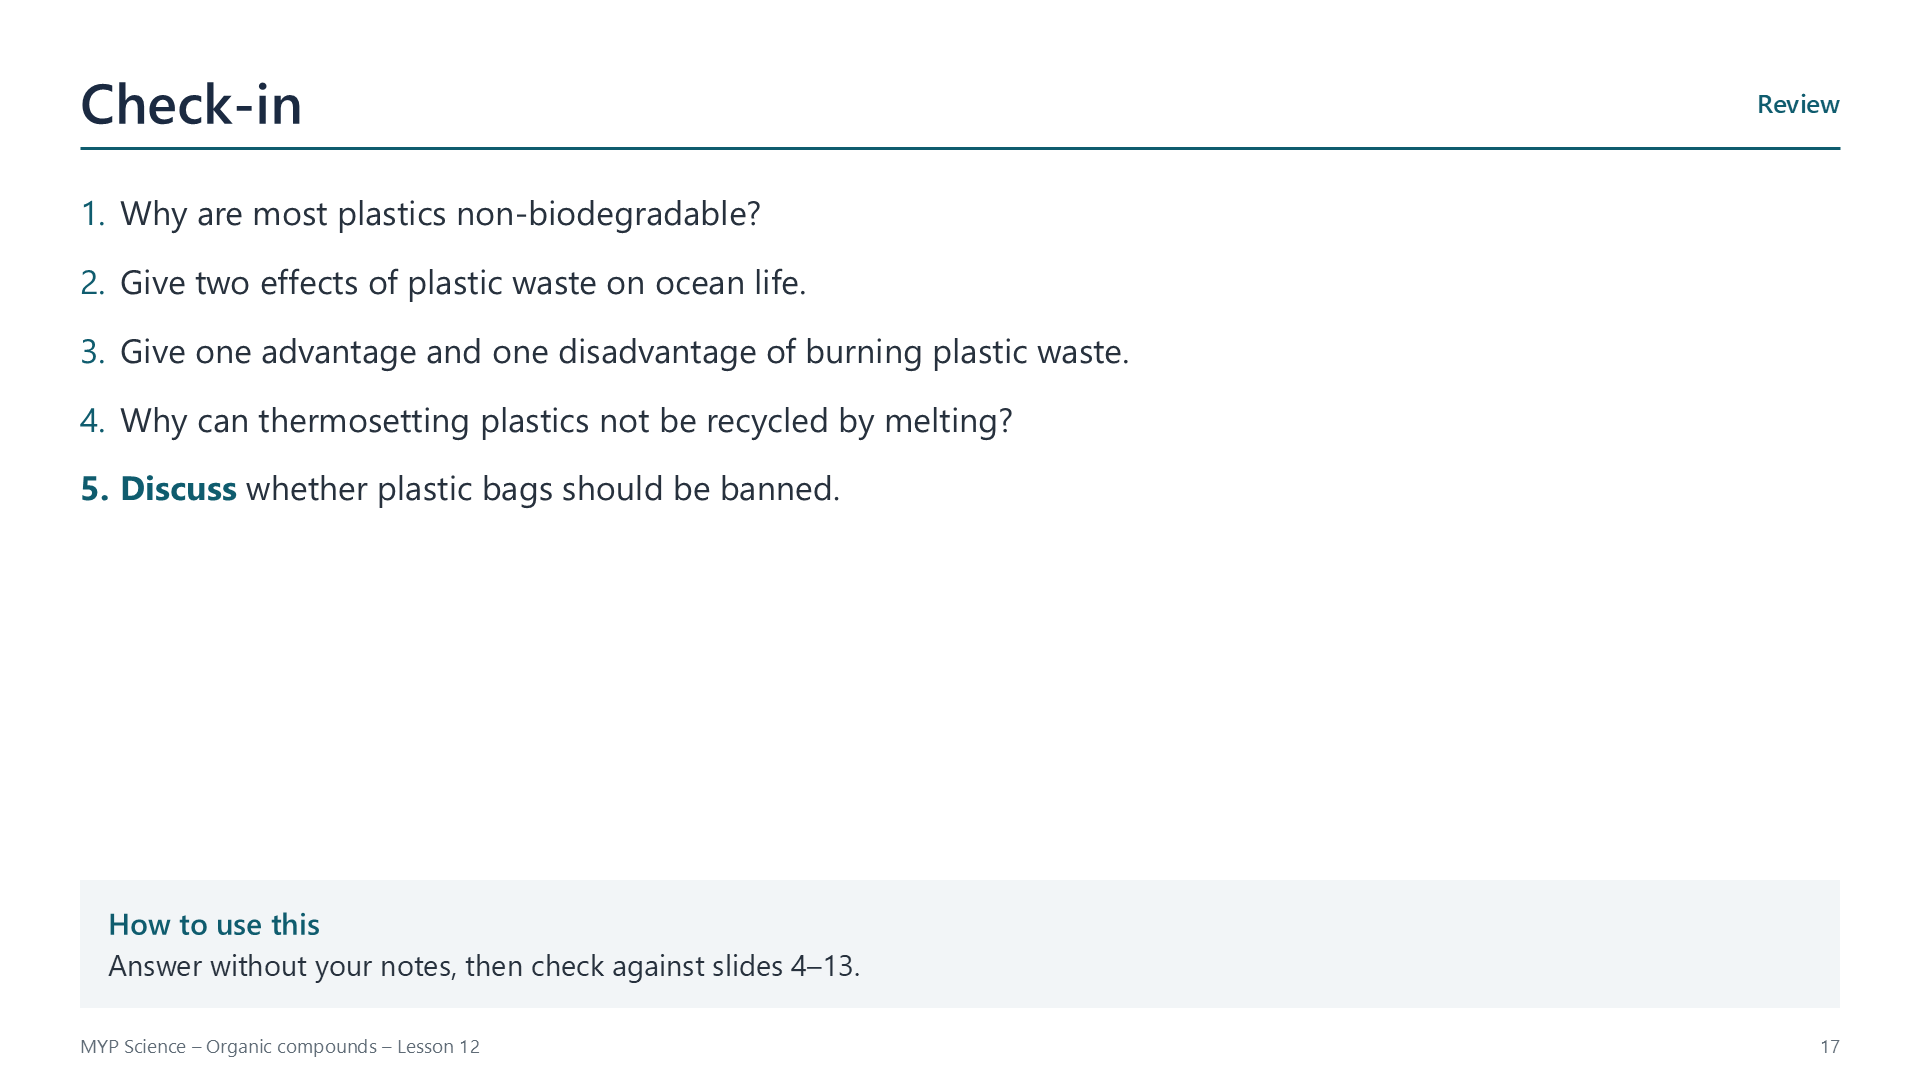 Check-in
Review
1. Why are most plastics non-biodegradable?
2. Give two effects of plastic waste on ocean life.
3. Give one advantage and one disadvantage of burning plastic waste.
4. Why can thermosetting plastics not be recycled by melting?
5. Discuss whether plastic bags should be banned.
How to use this
Answer without your notes, then check against slides 4–13.
MYP Science – Organic compounds – Lesson 12
17